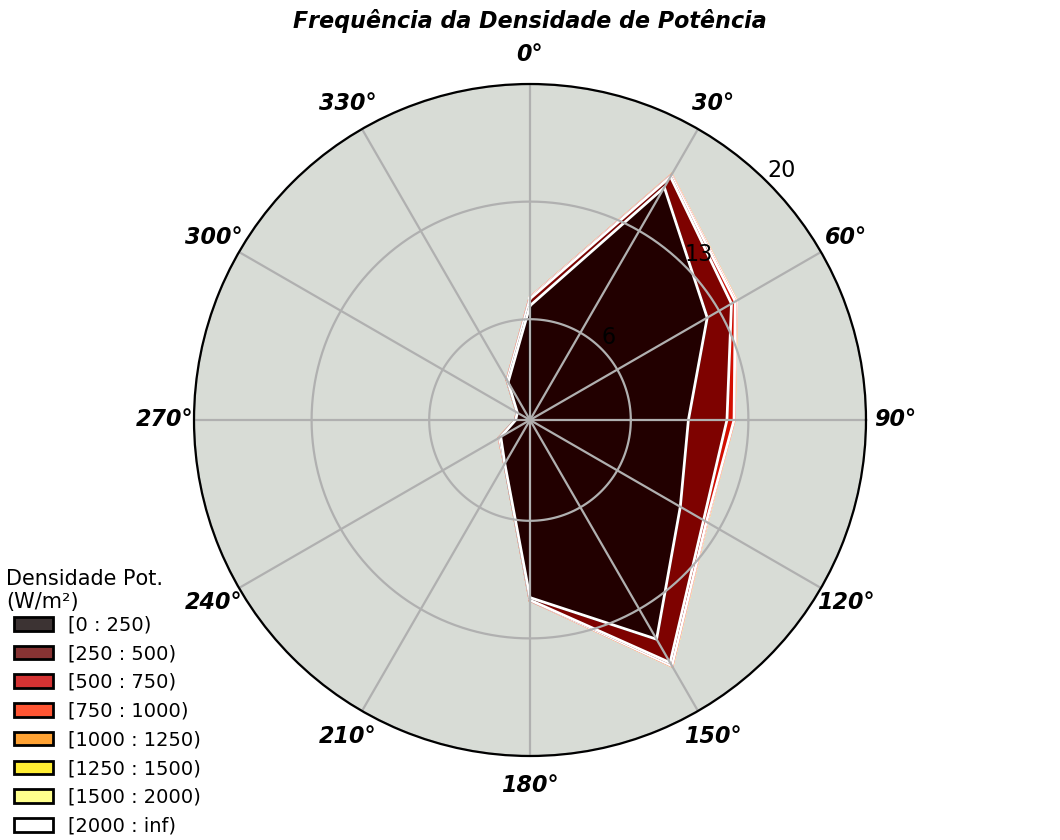 Frequência da Densidade de Potência
0°
330°
30°
20
300°
60°
13
6
270°
90°
240°
120°
210°
150°
180°
Densidade Pot.
(W/m²)
[0 : 250)
[250 : 500)
[500 : 750)
[750 : 1000)
[1000 : 1250)
[1250 : 1500)
[1500 : 2000)
[2000 : inf)